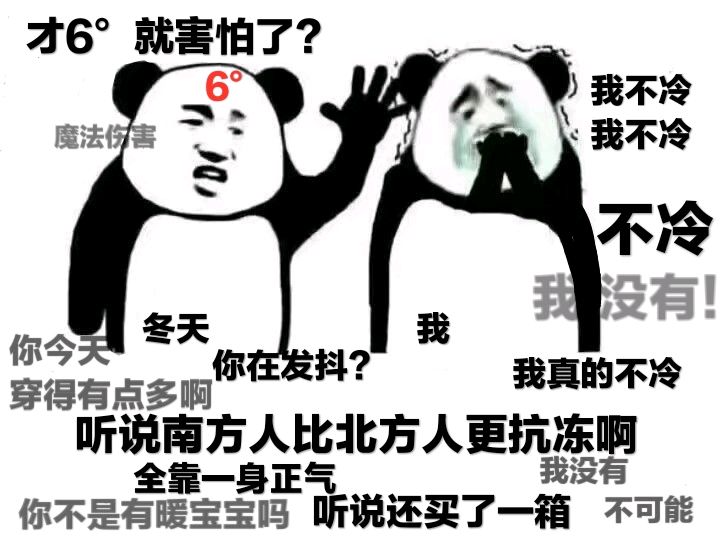 才6° 就害怕了?
6°
我不冷
魔法伤害
我不冷
不冷
我没有!
冬天
我
你今天
你在发抖?
我真的不冷
穿得有点多啊
听说南方人比北方人更抗冻啊
全靠一身正气
我没有
你不是有暖宝宝吗
听说还买了一箱
不可能